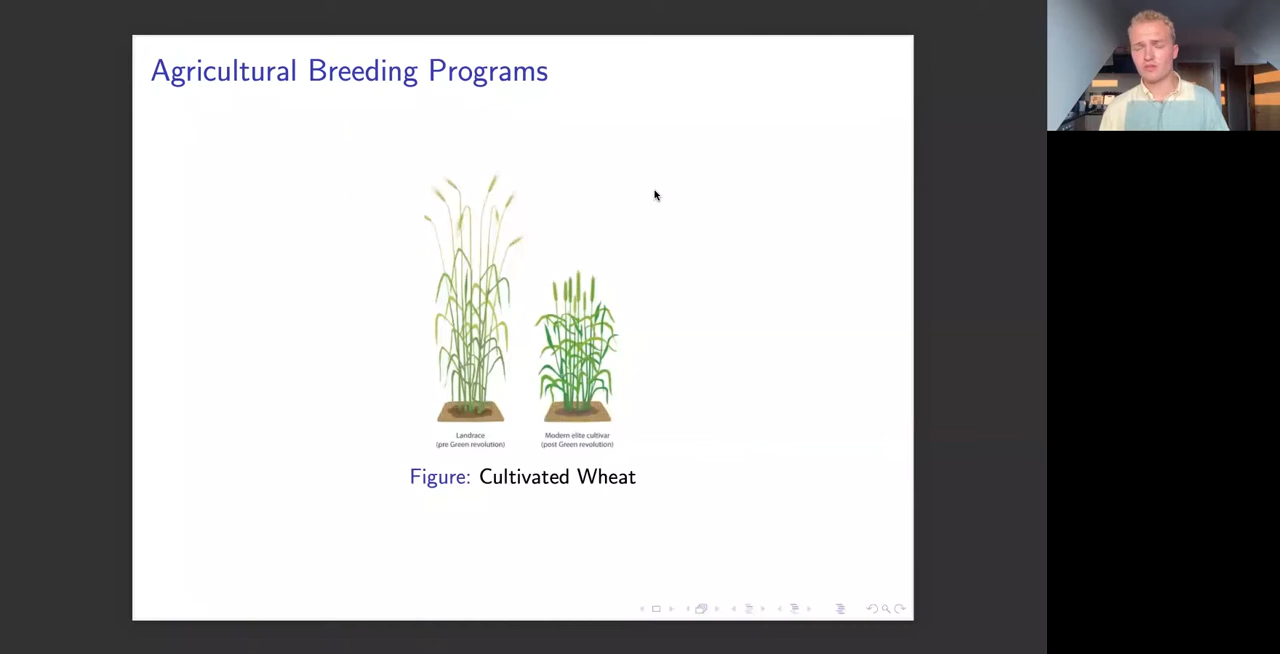 Agricultural Breeding Programs
Landrace
(pre Green revolution)
Modern elite cultivar
(post Green revolution)
Figure: Cultivated Wheat